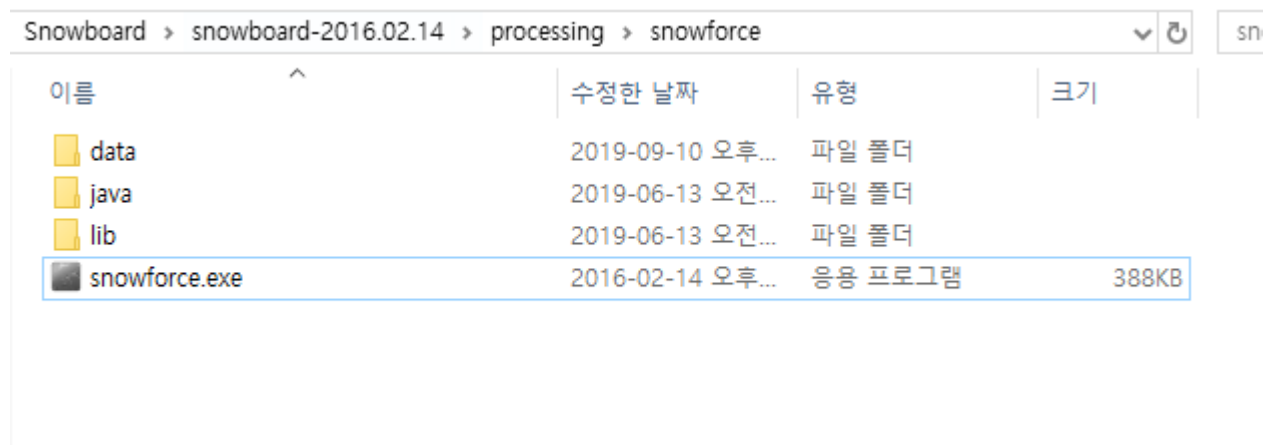 Snowboard > snowboard-2016.02.14 > processing > snowforce sn
이름 수정한 날짜 유형 크기
data 2019-09-10 오후... 파일 폴더
java 2019-06-13 오전... 파일 폴더
lib 2019-06-13 오전... 파일 폴더
snowforce.exe 2016-02-14 오후... 응용 프로그램 388KB